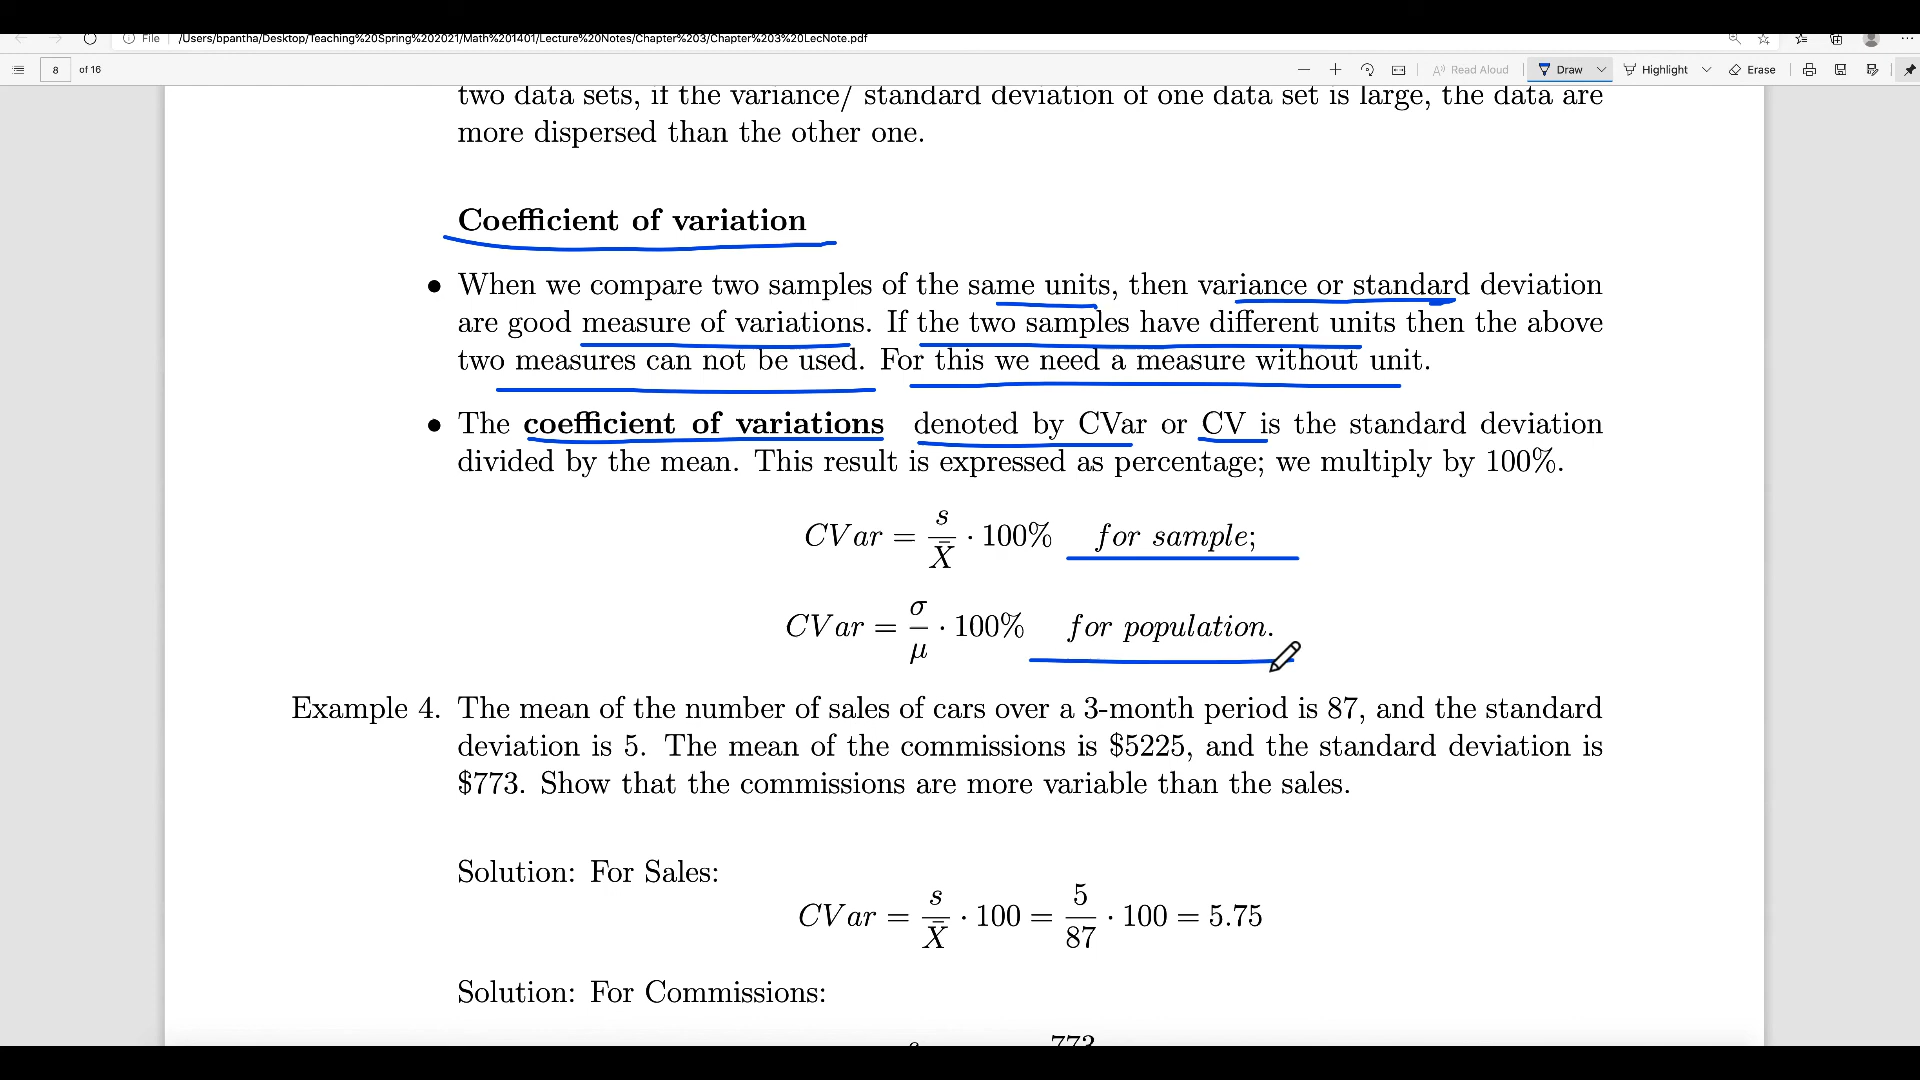 File /Users/bpantha/Desktop/Teaching%20Spring%202021/Math%201401/Lecture%20Notes/Chapter%203/Chapter%203%20LecNote.pdf
8 of 16 Read Aloud Draw Highlight Erase
two data sets, if the variance/ standard deviation of one data set is large, the data are
more dispersed than the other one.
Coefficient of variation
• When we compare two samples of the same units, then variance or standard deviation
are good measure of variations. If the two samples have different units then the above
two measures can not be used. For this we need a measure without unit.
• The coefficient of variations denoted by CVar or CV is the standard deviation
divided by the mean. This result is expressed as percentage; we multiply by 100%.
CVar = s/X̄ · 100% for sample;
CVar = σ/μ · 100% for population.
Example 4. The mean of the number of sales of cars over a 3-month period is 87, and the standard
deviation is 5. The mean of the commissions is $5225, and the standard deviation is
$773. Show that the commissions are more variable than the sales.
Solution: For Sales:
CVar = s/X̄ · 100 = 5/87 · 100 = 5.75
Solution: For Commissions:
773